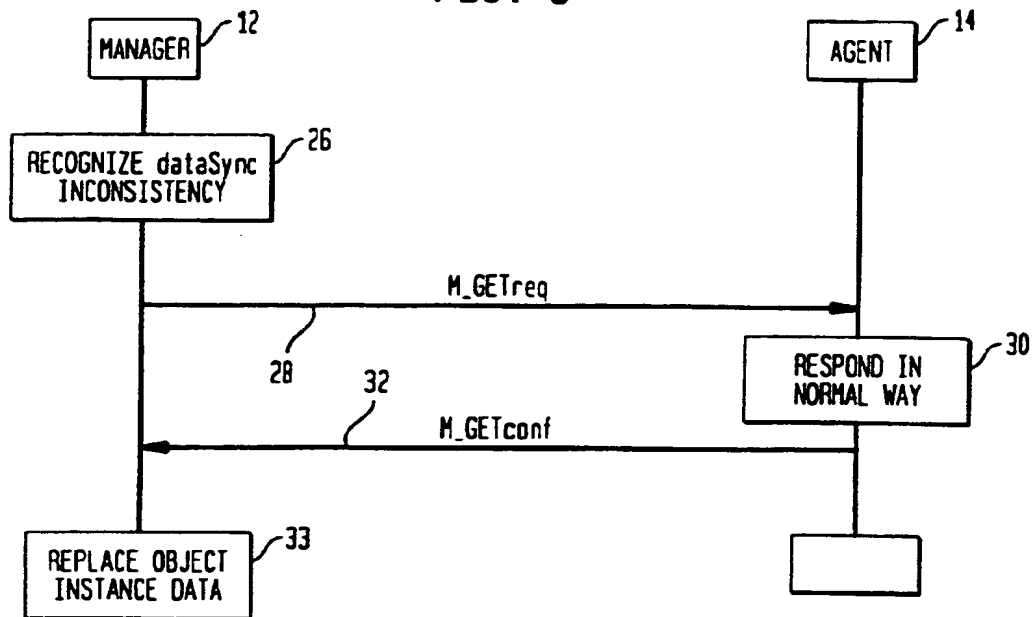 MANAGER
12
AGENT
14
RECOGNIZE dataSync
INCONSISTENCY
26
M_GETreq
28
RESPOND IN
NORMAL WAY
30
32
M_GETconf
REPLACE OBJECT
INSTANCE DATA
33